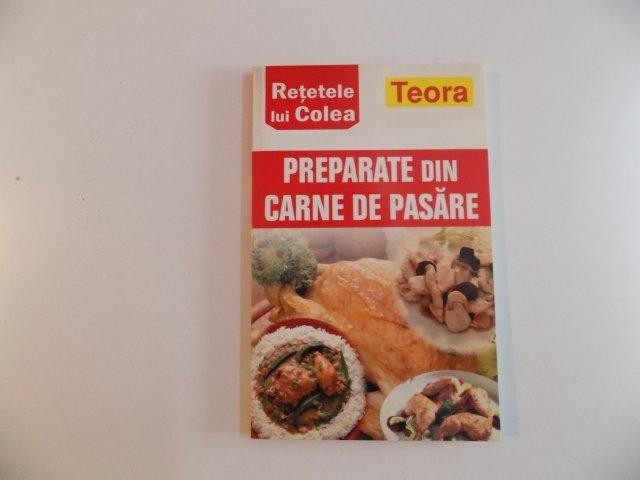 Rețetele
lui Colea
Teora
PREPARATE DIN
CARNE DE PASĂRE